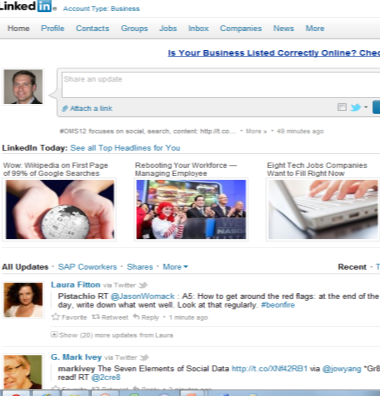 Linked in Account Type: Business
Home Profile Contacts Groups Jobs Inbox Companies News More
Is Your Business Listed Correctly Online?
Share an update
Attach a link
#OMS12 focuses on social, search, content: http://t.co... • More • 49 minutes ago
LinkedIn Today: See all Top Headlines for You
Wow: Wikipedia on First Page of 99% of Google Searches
Rebooting Your Workforce — Managing Employee
Eight Tech Jobs Companies Want to Fill Right Now
All Updates · SAP Coworkers · Shares · More Recent ·
Laura Fitton via Twitter
Pistachio RT @JasonWomack : A5: How to get around the red flags: at the end of the
day, write down what went well. Look at that regularly. #beonfire
Favorite Retweet Reply · 1 minute ago
Show (20) more updates from Laura
G. Mark Ivey via Twitter
markivey The Seven Elements of Social Data http://t.co/XNf42RB1 via @jowyang
read! RT @2cre8